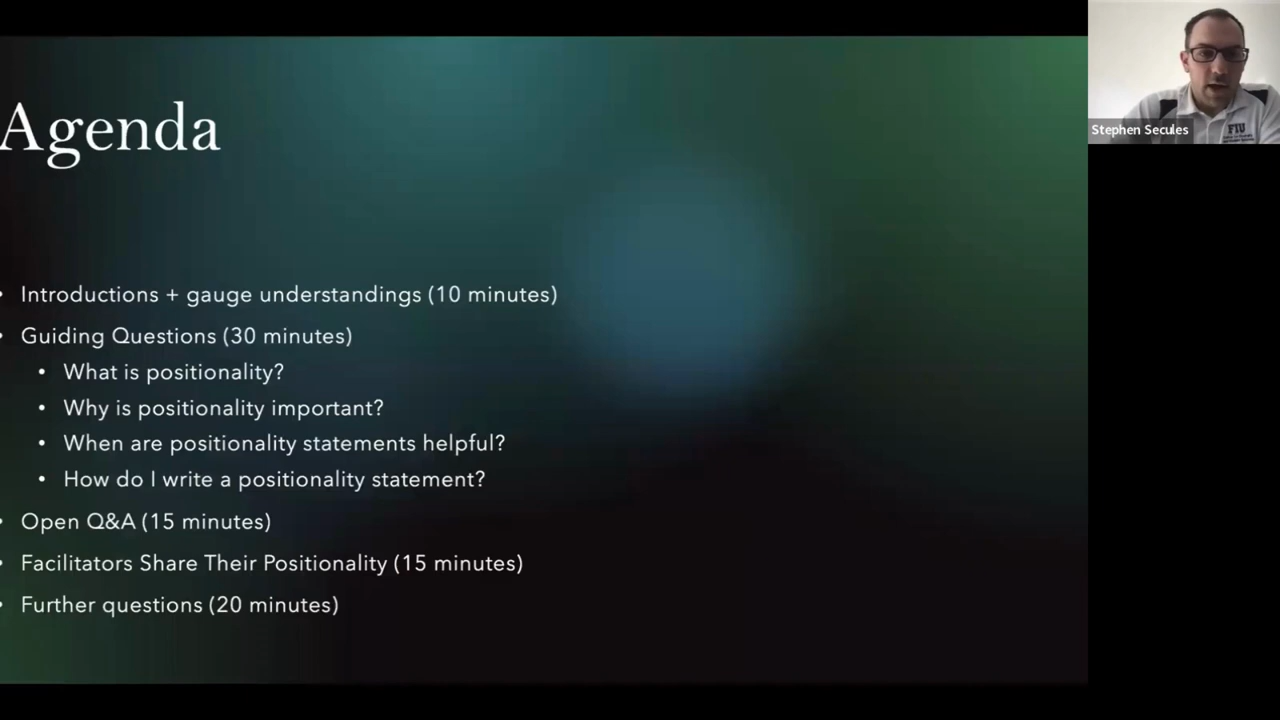 Agenda
• Introductions + gauge understandings (10 minutes)
• Guiding Questions (30 minutes)
• What is positionality?
• Why is positionality important?
• When are positionality statements helpful?
• How do I write a positionality statement?
• Open Q&A (15 minutes)
• Facilitators Share Their Positionality (15 minutes)
• Further questions (20 minutes)
FIU
Stephen Secules